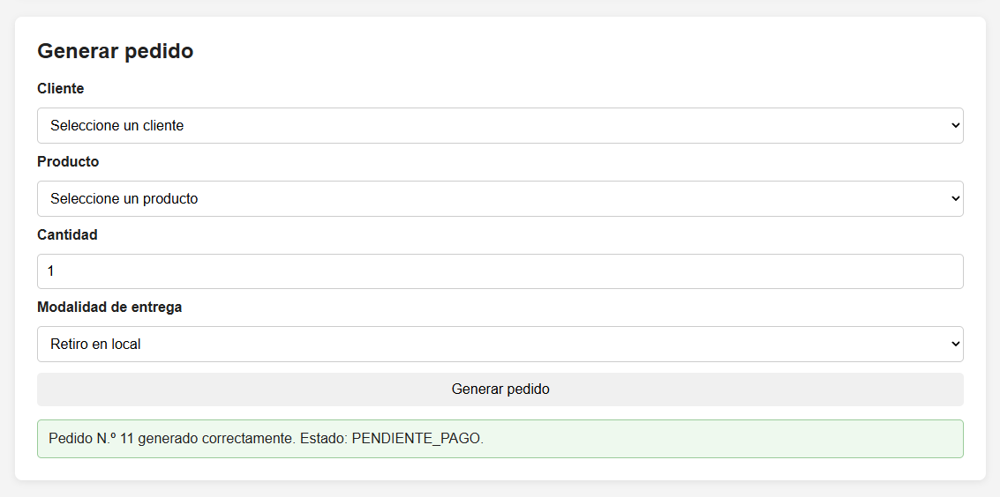 Generar pedido
Cliente
Seleccione un cliente
Producto
Seleccione un producto
Cantidad
1
Modalidad de entrega
Retiro en local
Generar pedido
Pedido N.º 11 generado correctamente. Estado: PENDIENTE_PAGO.